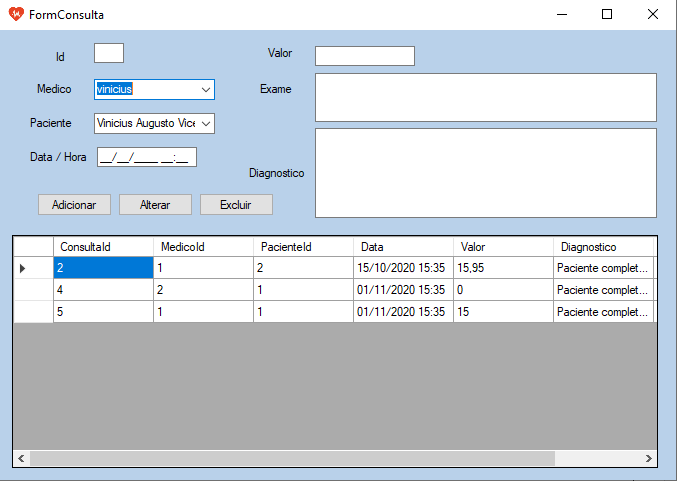 FormConsulta
Id
Valor
Medico vinicius
Exame
Paciente Vinicius Augusto Vice
Data / Hora __/__/____ __:__
Diagnostico
Adicionar Alterar Excluir
ConsultaId MedicoId PacienteId Data Valor Diagnostico
2 1 2 15/10/2020 15:35 15,95 Paciente complet...
4 2 1 01/11/2020 15:35 0 Paciente complet...
5 1 1 01/11/2020 15:35 15 Paciente complet...